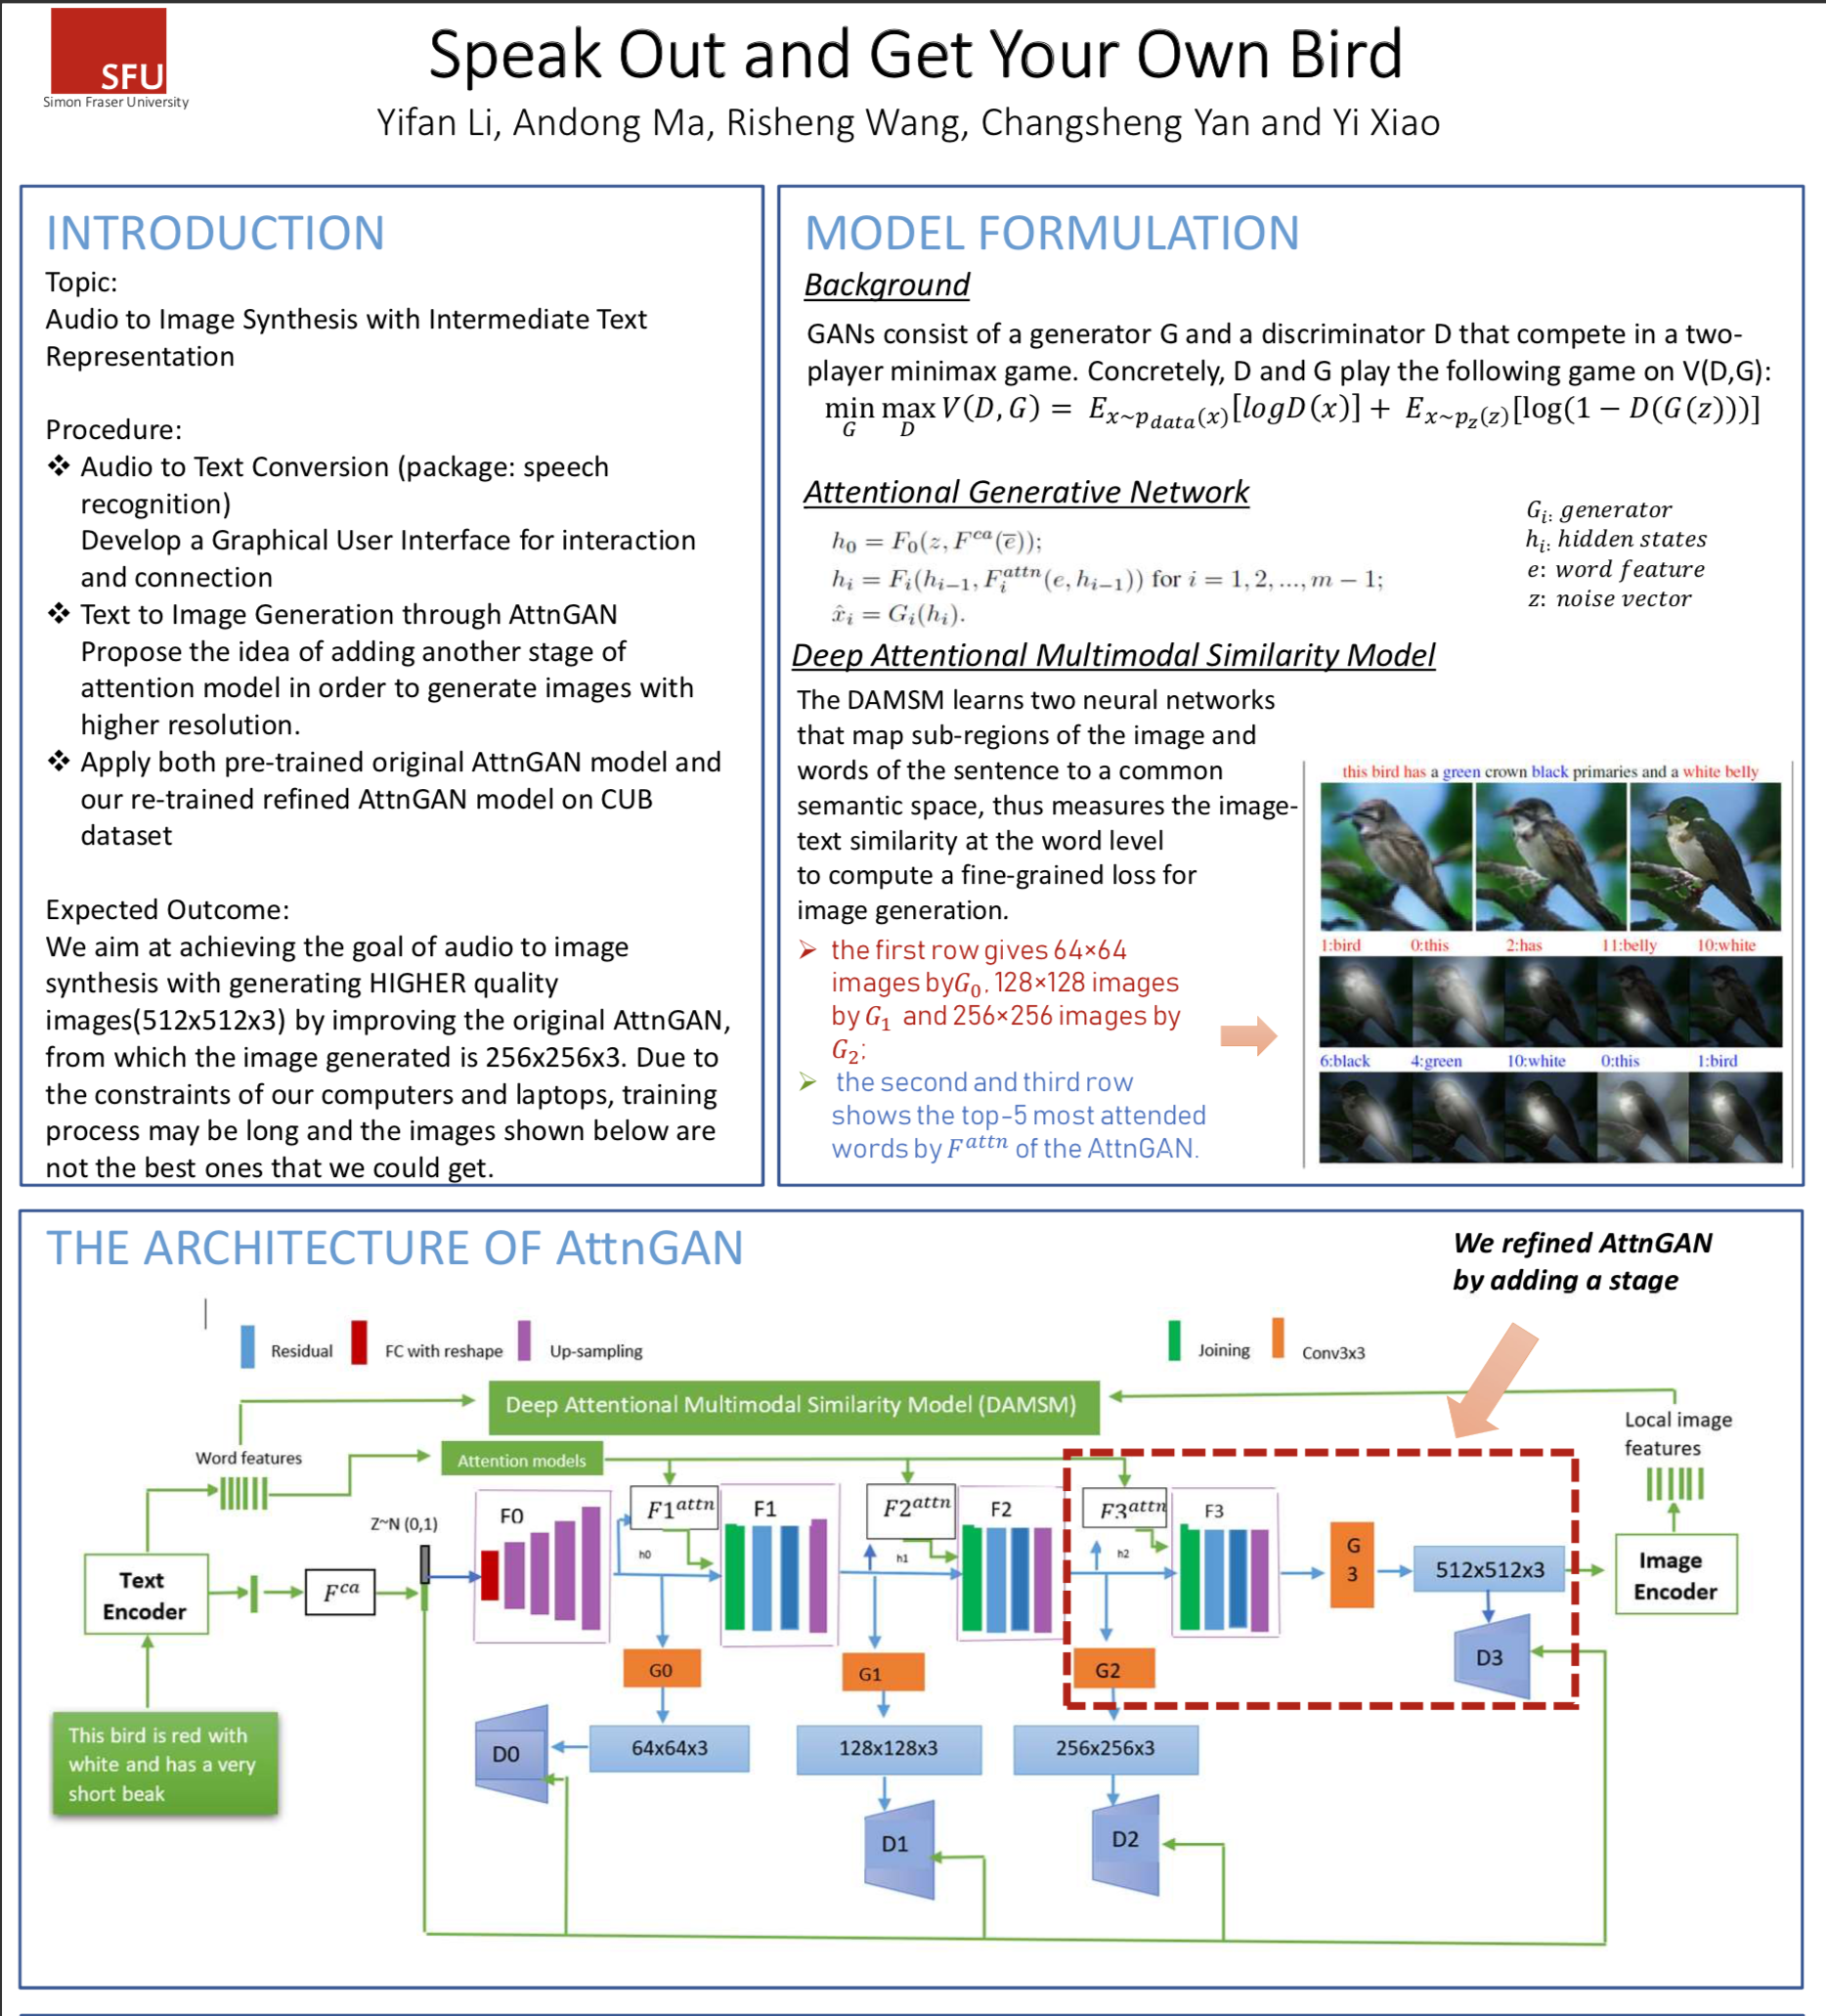 SFU
Simon Fraser University
Speak Out and Get Your Own Bird
Yifan Li, Andong Ma, Risheng Wang, Changsheng Yan and Yi Xiao
INTRODUCTION
Topic:
Audio to Image Synthesis with Intermediate Text
Representation
Procedure:
❖ Audio to Text Conversion (package: speech
recognition)
Develop a Graphical User Interface for interaction
and connection
❖ Text to Image Generation through AttnGAN
Propose the idea of adding another stage of
attention model in order to generate images with
higher resolution.
❖ Apply both pre-trained original AttnGAN model and
our re-trained refined AttnGAN model on CUB
dataset
Expected Outcome:
We aim at achieving the goal of audio to image
synthesis with generating HIGHER quality
images(512x512x3) by improving the original AttnGAN,
from which the image generated is 256x256x3. Due to
the constraints of our computers and laptops, training
process may be long and the images shown below are
not the best ones that we could get.
MODEL FORMULATION
Background
GANs consist of a generator G and a discriminator D that compete in a two-
player minimax game. Concretely, D and G play the following game on V(D,G):
min_G max_D V(D, G) = E_{x~p_{data}(x)}[logD(x)] + E_{x~p_z(z)}[log(1 − D(G(z)))]
Attentional Generative Network
h_0 = F_0(z, F^{ca}(e̅));
h_i = F_i(h_{i−1}, F_i^{attn}(e, h_{i−1})) for i = 1, 2, ..., m − 1;
x̂_i = G_i(h_i).
G_i: generator
h_i: hidden states
e: word feature
z: noise vector
Deep Attentional Multimodal Similarity Model
The DAMSM learns two neural networks
that map sub-regions of the image and
words of the sentence to a common
semantic space, thus measures the image-
text similarity at the word level
to compute a fine-grained loss for
image generation.
➢ the first row gives 64×64
images by G_0, 128×128 images
by G_1 and 256×256 images by
G_2;
➢ the second and third row
shows the top-5 most attended
words by F^{attn} of the AttnGAN.
this bird has a green crown black primaries and a white belly
1:bird 0:this 2:has 11:belly 10:white
6:black 4:green 10:white 0:this 1:bird
THE ARCHITECTURE OF AttnGAN
We refined AttnGAN
by adding a stage
Residual FC with reshape Up-sampling Joining Conv3x3
Deep Attentional Multimodal Similarity Model (DAMSM)
Local image
features
Word features
Attention models
Z~N (0,1)
F0
F1^{attn}
F1
F2^{attn}
F2
F3^{attn}
F3
h0
h1
h2
Text
Encoder
F^{ca}
G
3
512x512x3
Image
Encoder
G0
G1
G2
D3
This bird is red with
white and has a very
short beak
D0
64x64x3
128x128x3
256x256x3
D1
D2